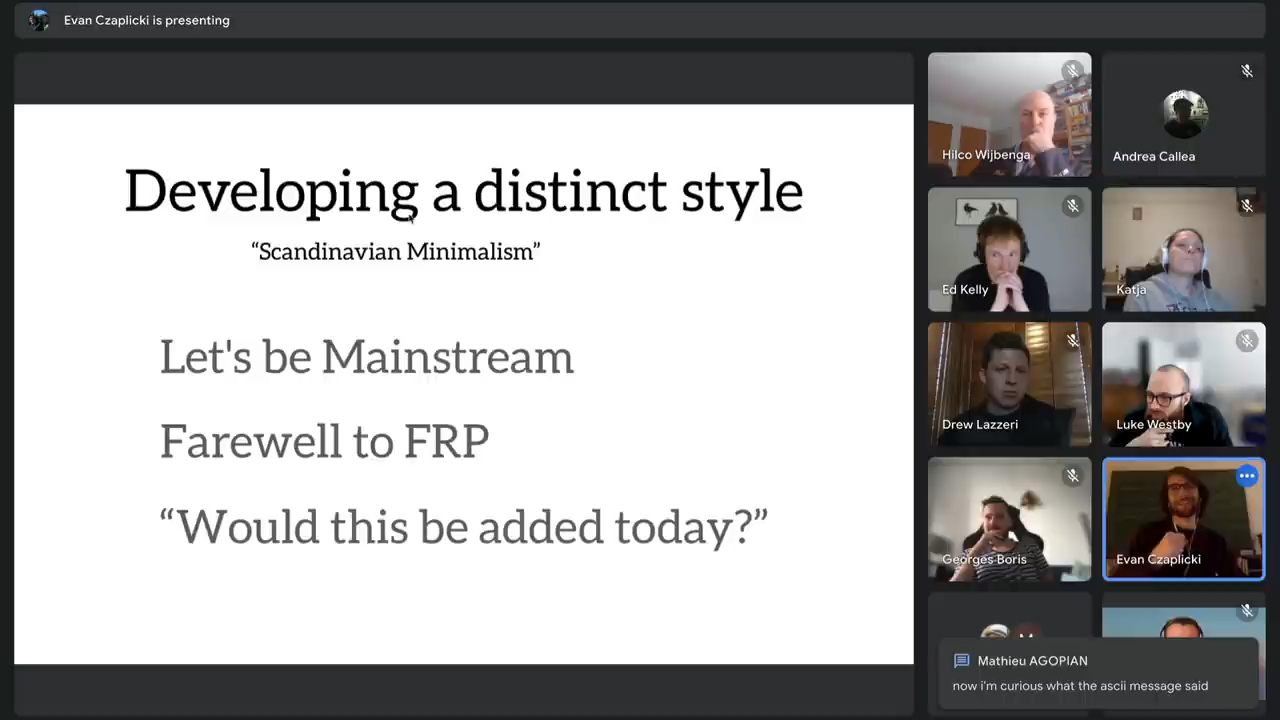 Evan Czaplicki is presenting
Developing a distinct style
“Scandinavian Minimalism”
Let's be Mainstream
Farewell to FRP
“Would this be added today?”
Hilco Wijbenga
Andrea Callea
Ed Kelly
Katja
Drew Lazzeri
Luke Westby
Georges Boris
Evan Czaplicki
Mathieu AGOPIAN
now i'm curious what the ascii message said